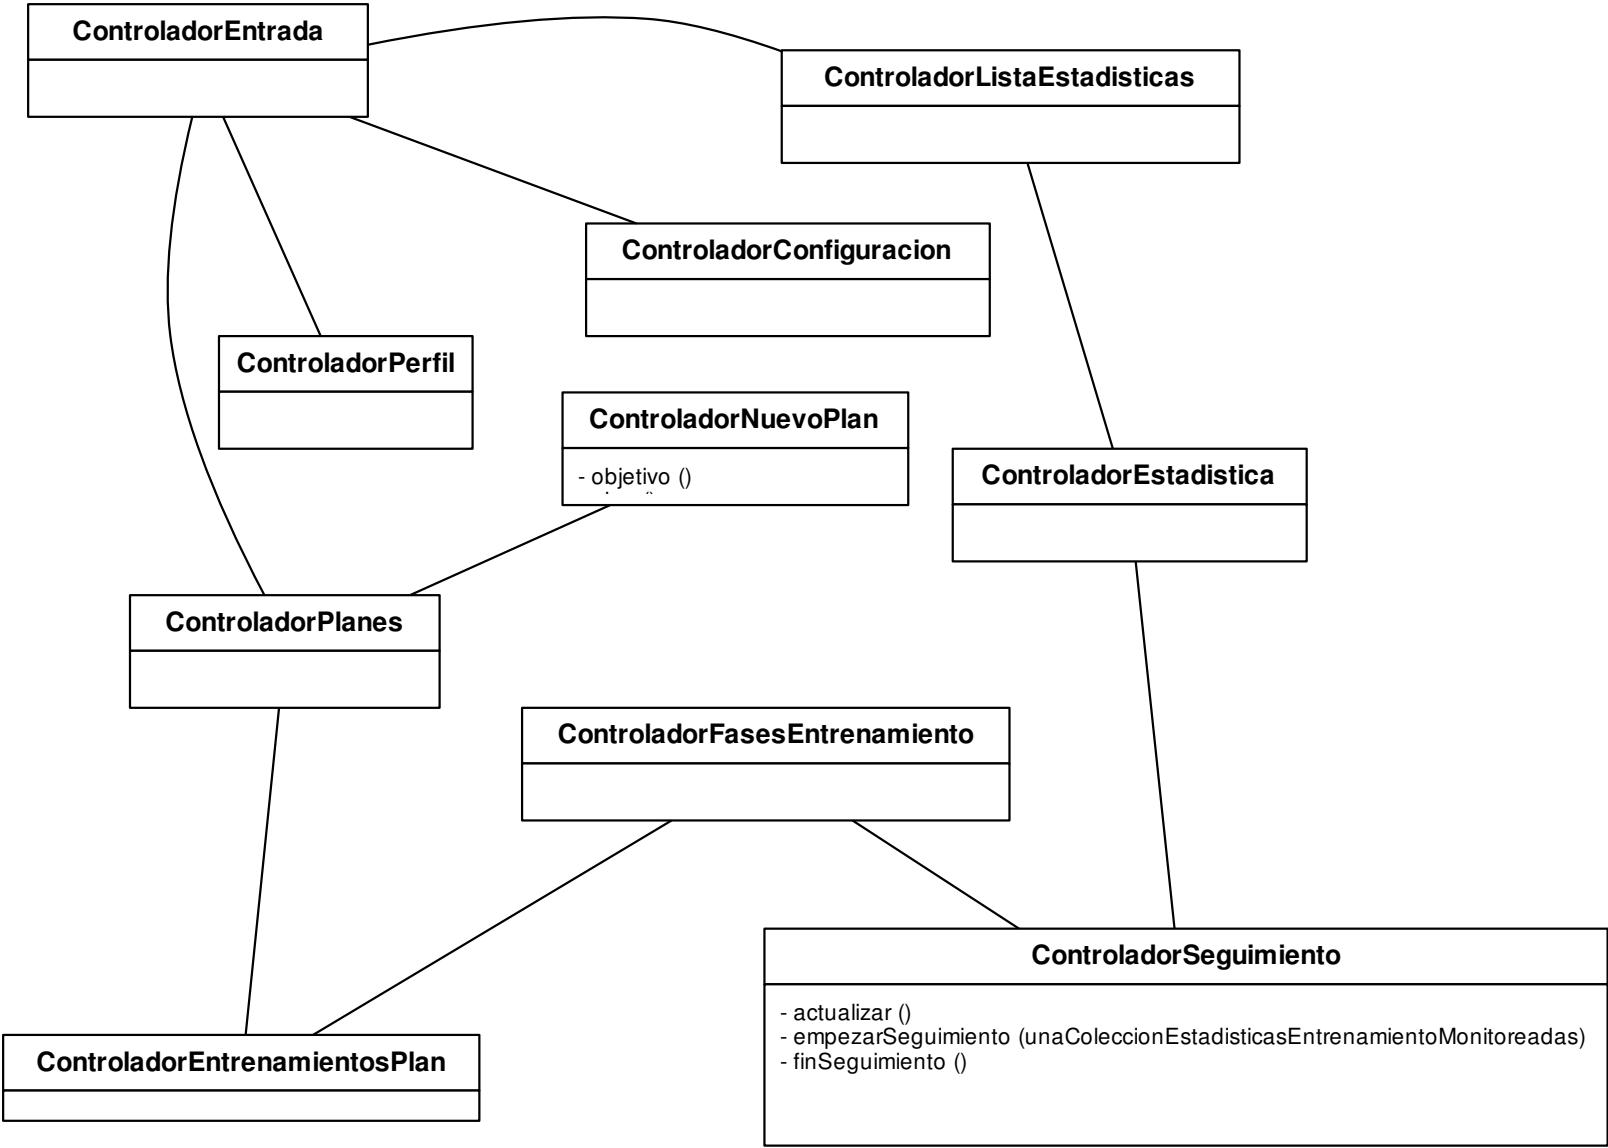 ControladorEntrada
ControladorListaEstadisticas
ControladorConfiguracion
ControladorPerfil
ControladorNuevoPlan
- objetivo ()
ControladorEstadistica
ControladorPlanes
ControladorFasesEntrenamiento
ControladorSeguimiento
- actualizar ()
- empezarSeguimiento (unaColeccionEstadisticasEntrenamientoMonitoreadas)
- finSeguimiento ()
ControladorEntrenamientosPlan